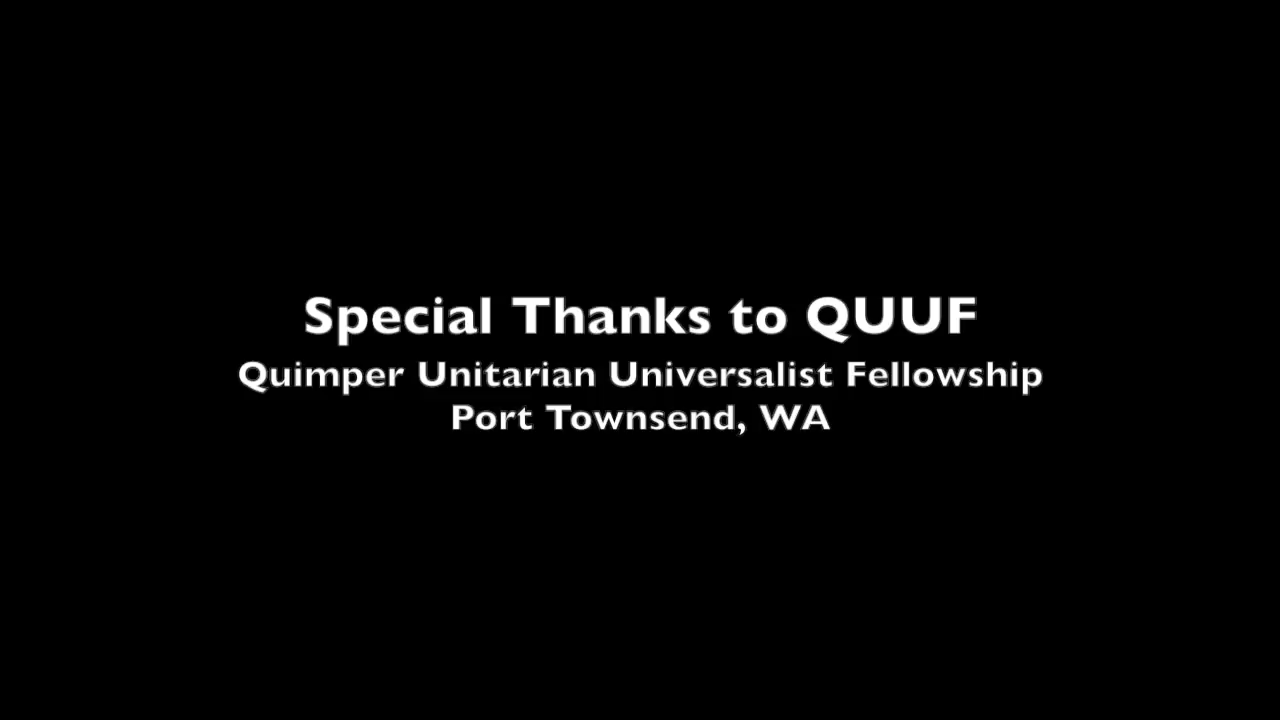 Special Thanks to QUUF
Quimper Unitarian Universalist Fellowship
Port Townsend, WA